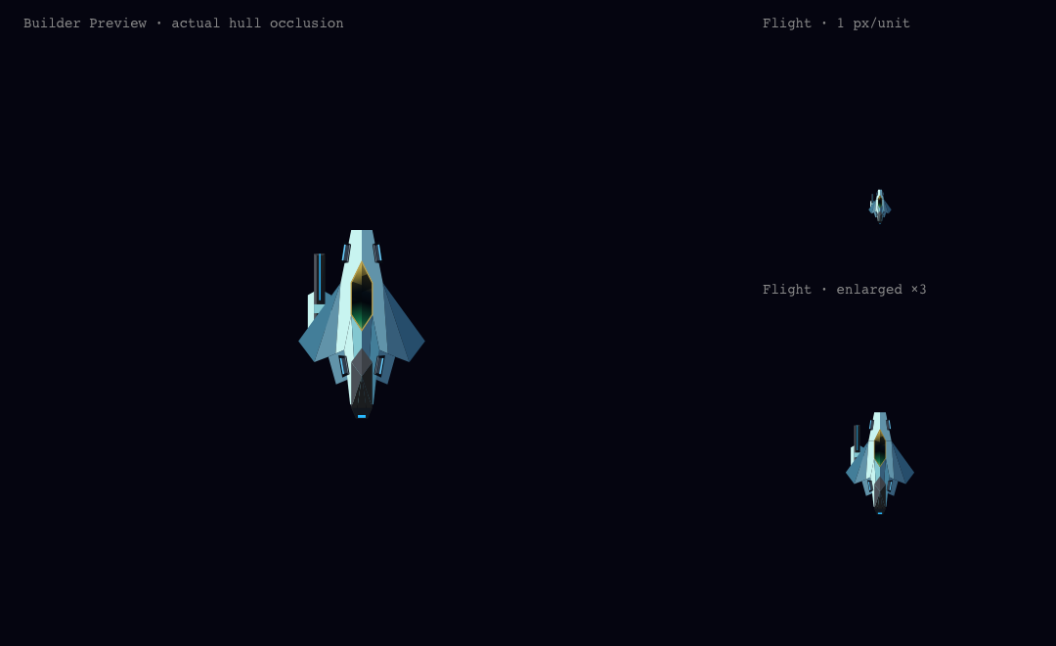 Builder Preview · actual hull occlusion
Flight · 1 px/unit
Flight · enlarged ×3